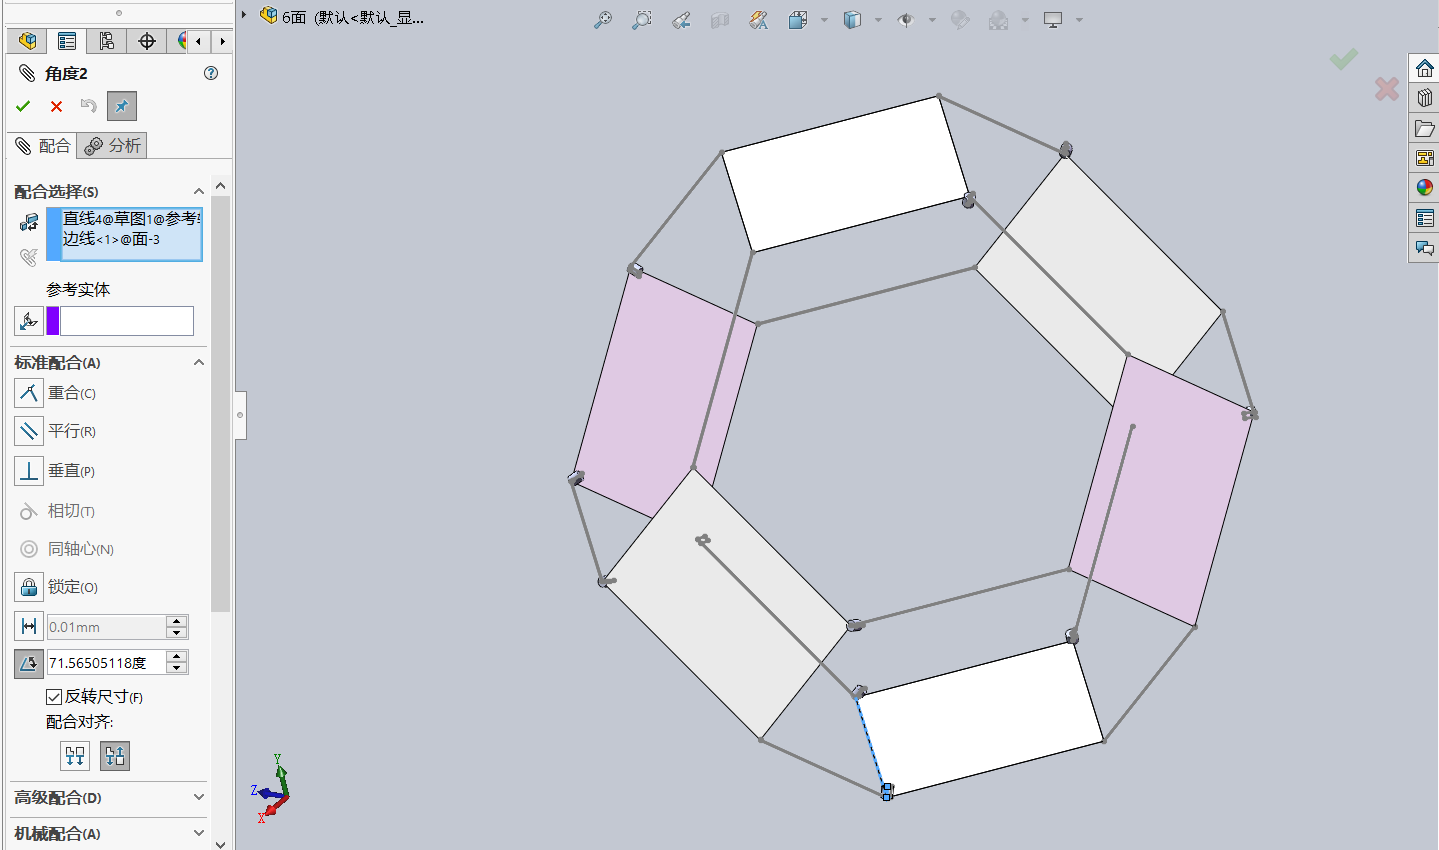 6面 (默认<默认_显...
角度2
配合
分析
配合选择(S)
直线4@草图1@参考
边线<1>@面-3
参考实体
标准配合(A)
重合(C)
平行(R)
垂直(P)
相切(T)
同轴心(N)
锁定(O)
0.01mm
71.56505118度
反转尺寸(F)
配合对齐:
高级配合(D)
机械配合(A)
Y
Z
X